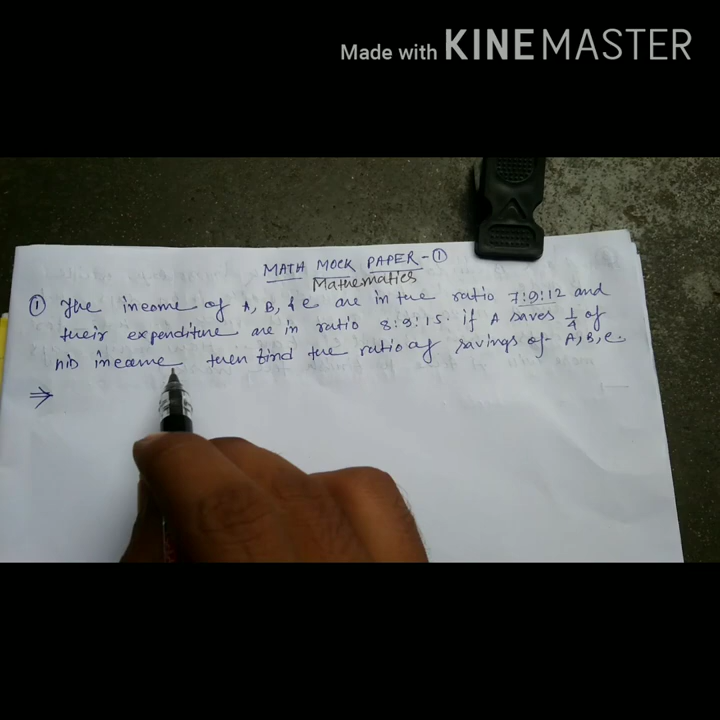 Made with KINEMASTER
MATH MOCK PAPER-①
Mathematics
① The income of A, B, & C are in the ratio 7:9:12 and
their expenditure are in ratio 8:9:15. if A saves 1/4 of
his income then find the ratio of savings of A, B, C.
⇒